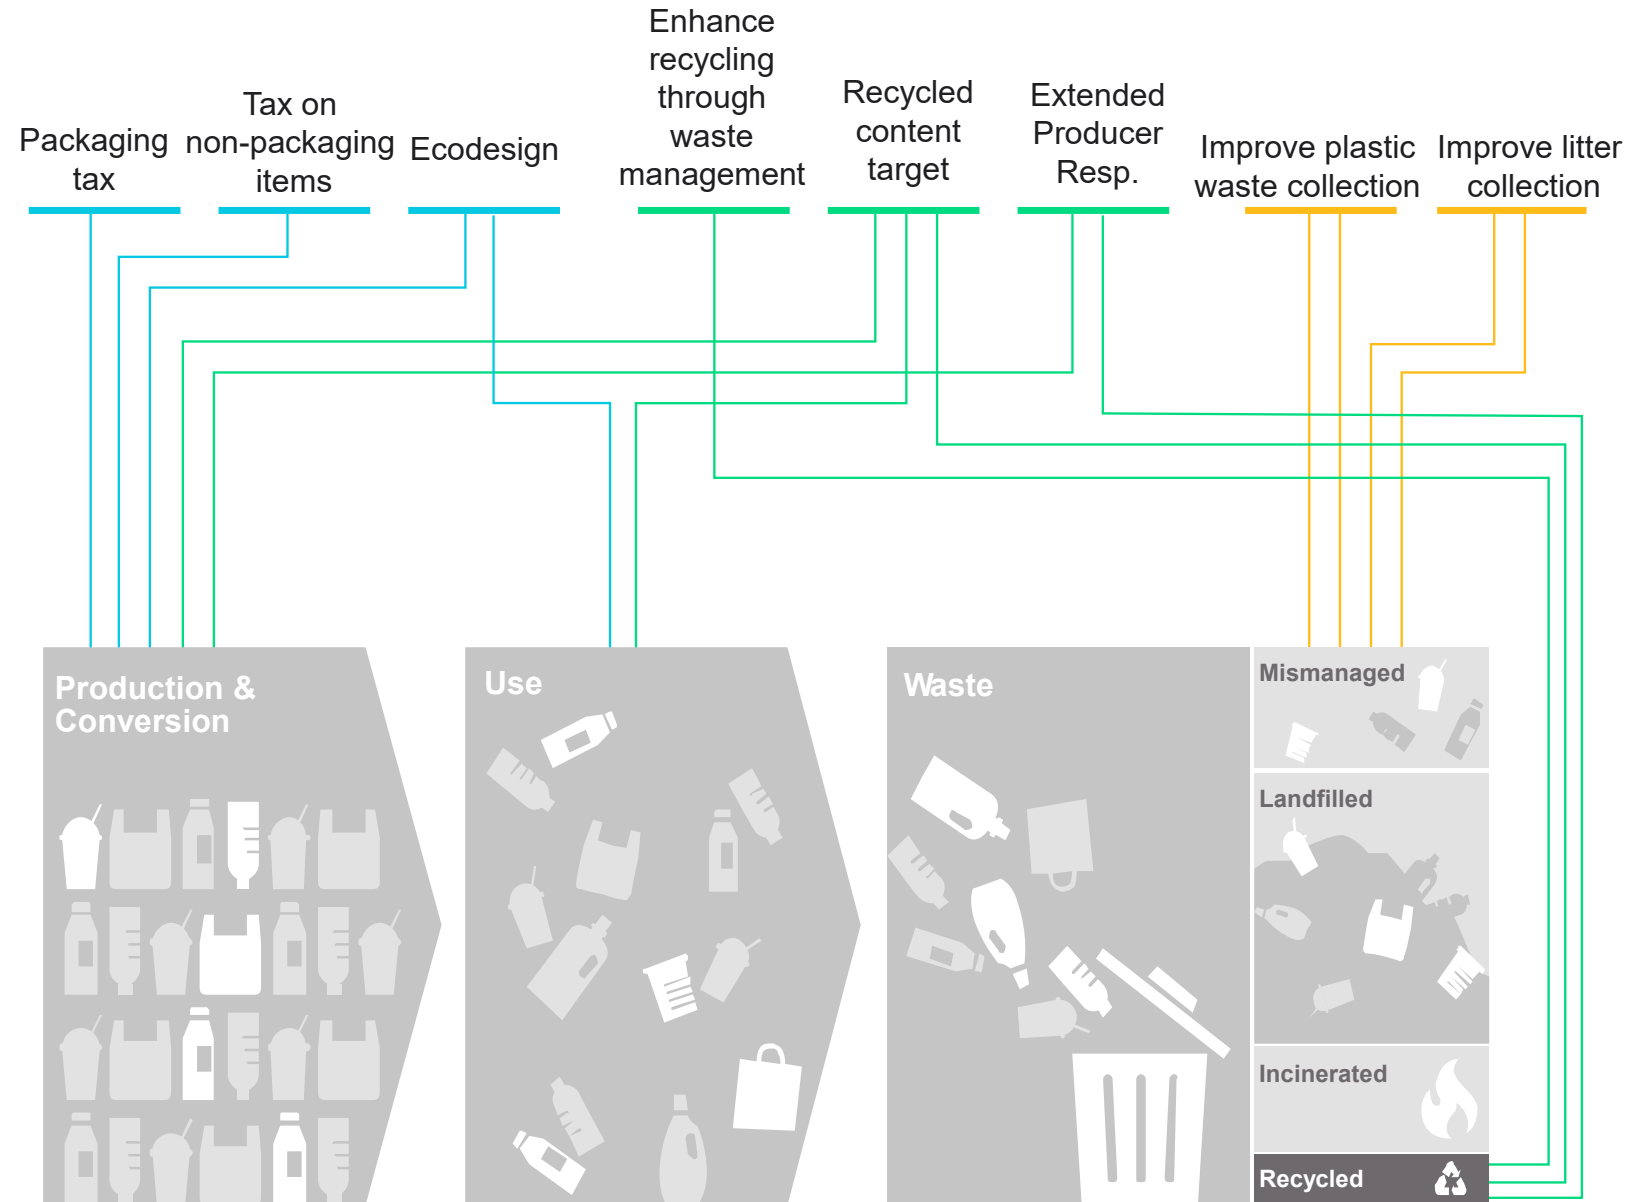 Packaging
tax
Tax on
non-packaging
items
Ecodesign
Enhance
recycling
through
waste
management
Recycled
content
target
Extended
Producer
Resp.
Improve plastic
waste collection
Improve litter
collection
Production &
Conversion
Use
Waste
Mismanaged
Landfilled
Incinerated
Recycled